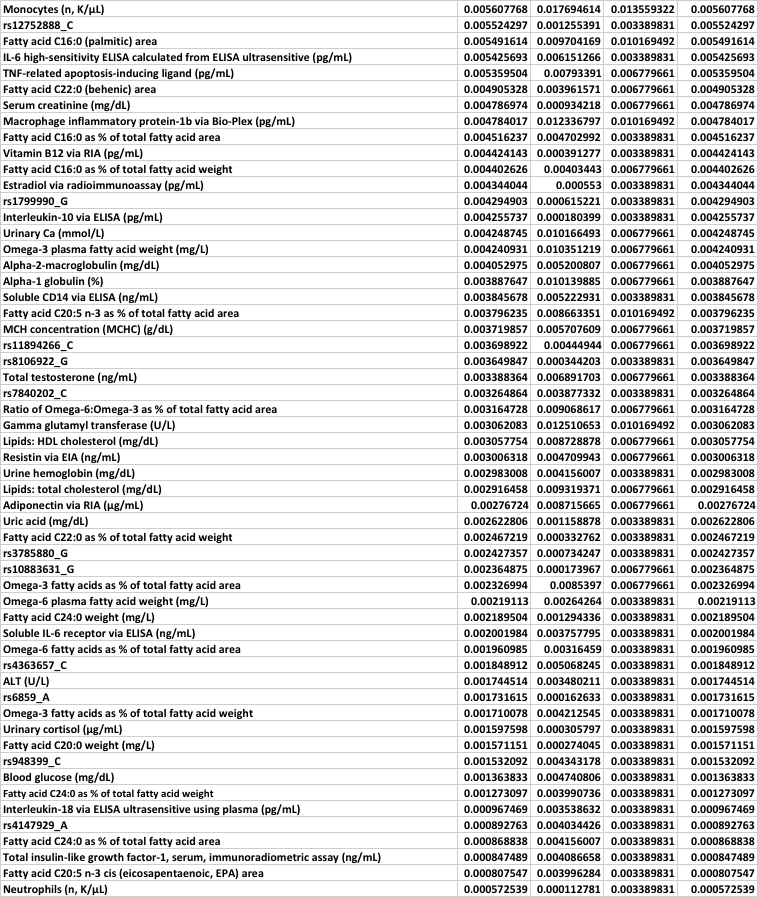 Monocytes (n, K/µL) 0.005607768 0.017694614 0.013559322 0.005607768
rs12752888_C 0.005524297 0.001255391 0.003389831 0.005524297
Fatty acid C16:0 (palmitic) area 0.005491614 0.009704169 0.010169492 0.005491614
IL-6 high-sensitivity ELISA calculated from ELISA ultrasensitive (pg/mL) 0.005425693 0.006151266 0.003389831 0.005425693
TNF-related apoptosis-inducing ligand (pg/mL) 0.005359504 0.00793391 0.006779661 0.005359504
Fatty acid C22:0 (behenic) area 0.004905328 0.003961571 0.006779661 0.004905328
Serum creatinine (mg/dL) 0.004786974 0.000934218 0.006779661 0.004786974
Macrophage inflammatory protein-1b via Bio-Plex (pg/mL) 0.004784017 0.012336797 0.010169492 0.004784017
Fatty acid C16:0 as % of total fatty acid area 0.004516237 0.004702992 0.003389831 0.004516237
Vitamin B12 via RIA (pg/mL) 0.004424143 0.000391277 0.003389831 0.004424143
Fatty acid C16:0 as % of total fatty acid weight 0.004402626 0.00403443 0.006779661 0.004402626
Estradiol via radioimmunoassay (pg/mL) 0.004344044 0.000553 0.003389831 0.004344044
rs1799990_G 0.004294903 0.000615221 0.003389831 0.004294903
Interleukin-10 via ELISA (pg/mL) 0.004255737 0.000180399 0.003389831 0.004255737
Urinary Ca (mmol/L) 0.004248745 0.010166493 0.006779661 0.004248745
Omega-3 plasma fatty acid weight (mg/L) 0.004240931 0.010351219 0.006779661 0.004240931
Alpha-2-macroglobulin (mg/dL) 0.004052975 0.005200807 0.006779661 0.004052975
Alpha-1 globulin (%) 0.003887647 0.010139885 0.006779661 0.003887647
Soluble CD14 via ELISA (ng/mL) 0.003845678 0.005222931 0.003389831 0.003845678
Fatty acid C20:5 n-3 as % of total fatty acid area 0.003796235 0.008663351 0.010169492 0.003796235
MCH concentration (MCHC) (g/dL) 0.003719857 0.005707609 0.006779661 0.003719857
rs11894266_C 0.003698922 0.00444944 0.006779661 0.003698922
rs8106922_G 0.003649847 0.000344203 0.003389831 0.003649847
Total testosterone (ng/mL) 0.003388364 0.006891703 0.006779661 0.003388364
rs7840202_C 0.003264864 0.003877332 0.003389831 0.003264864
Ratio of Omega-6:Omega-3 as % of total fatty acid area 0.003164728 0.009068617 0.006779661 0.003164728
Gamma glutamyl transferase (U/L) 0.003062083 0.012510653 0.010169492 0.003062083
Lipids: HDL cholesterol (mg/dL) 0.003057754 0.008728878 0.006779661 0.003057754
Resistin via EIA (ng/mL) 0.003006318 0.004709943 0.006779661 0.003006318
Urine hemoglobin (mg/dL) 0.002983008 0.004156007 0.003389831 0.002983008
Lipids: total cholesterol (mg/dL) 0.002916458 0.009319371 0.006779661 0.002916458
Adiponectin via RIA (µg/mL) 0.00276724 0.008715665 0.006779661 0.00276724
Uric acid (mg/dL) 0.002622806 0.001158878 0.003389831 0.002622806
Fatty acid C22:0 as % of total fatty acid weight 0.002467219 0.000332762 0.003389831 0.002467219
rs3785880_G 0.002427357 0.000734247 0.003389831 0.002427357
rs10883631_G 0.002364875 0.000173967 0.006779661 0.002364875
Omega-3 fatty acids as % of total fatty acid area 0.002326994 0.0085397 0.006779661 0.002326994
Omega-6 plasma fatty acid weight (mg/L) 0.00219113 0.00264264 0.003389831 0.00219113
Fatty acid C24:0 weight (mg/L) 0.002189504 0.001294336 0.003389831 0.002189504
Soluble IL-6 receptor via ELISA (ng/mL) 0.002001984 0.003757795 0.003389831 0.002001984
Omega-6 fatty acids as % of total fatty acid area 0.001960985 0.00316459 0.003389831 0.001960985
rs4363657_C 0.001848912 0.005068245 0.003389831 0.001848912
ALT (U/L) 0.001744514 0.003480211 0.003389831 0.001744514
rs6859_A 0.001731615 0.000162633 0.003389831 0.001731615
Omega-3 fatty acids as % of total fatty acid weight 0.001710078 0.004212545 0.003389831 0.001710078
Urinary cortisol (µg/mL) 0.001597598 0.000305797 0.003389831 0.001597598
Fatty acid C20:0 weight (mg/L) 0.001571151 0.000274045 0.003389831 0.001571151
rs948399_C 0.001532092 0.004343178 0.003389831 0.001532092
Blood glucose (mg/dL) 0.001363833 0.004740806 0.003389831 0.001363833
Fatty acid C24:0 as % of total fatty acid weight 0.001273097 0.003990736 0.003389831 0.001273097
Interleukin-18 via ELISA ultrasensitive using plasma (pg/mL) 0.000967469 0.003538632 0.003389831 0.000967469
rs4147929_A 0.000892763 0.004034426 0.003389831 0.000892763
Fatty acid C24:0 as % of total fatty acid area 0.000868838 0.004156007 0.003389831 0.000868838
Total insulin-like growth factor-1, serum, immunoradiometric assay (ng/mL) 0.000847489 0.004086658 0.003389831 0.000847489
Fatty acid C20:5 n-3 cis (eicosapentaenoic, EPA) area 0.000807547 0.003996284 0.003389831 0.000807547
Neutrophils (n, K/µL) 0.000572539 0.000112781 0.003389831 0.000572539